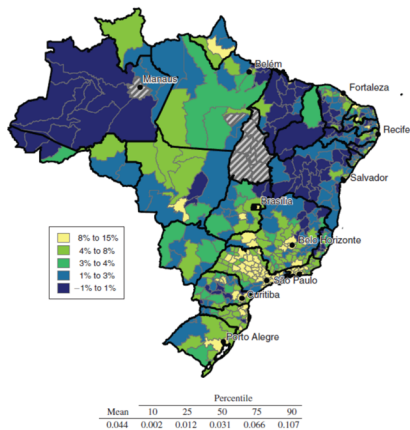 Belém
Manaus
Fortaleza
Recife
Salvador
Brasília
Belo Horizonte
São Paulo
Curitiba
Porto Alegre
8% to 15%
4% to 8%
3% to 4%
1% to 3%
−1% to 1%
Percentile
Mean 10 25 50 75 90
0.044 0.002 0.012 0.031 0.066 0.107